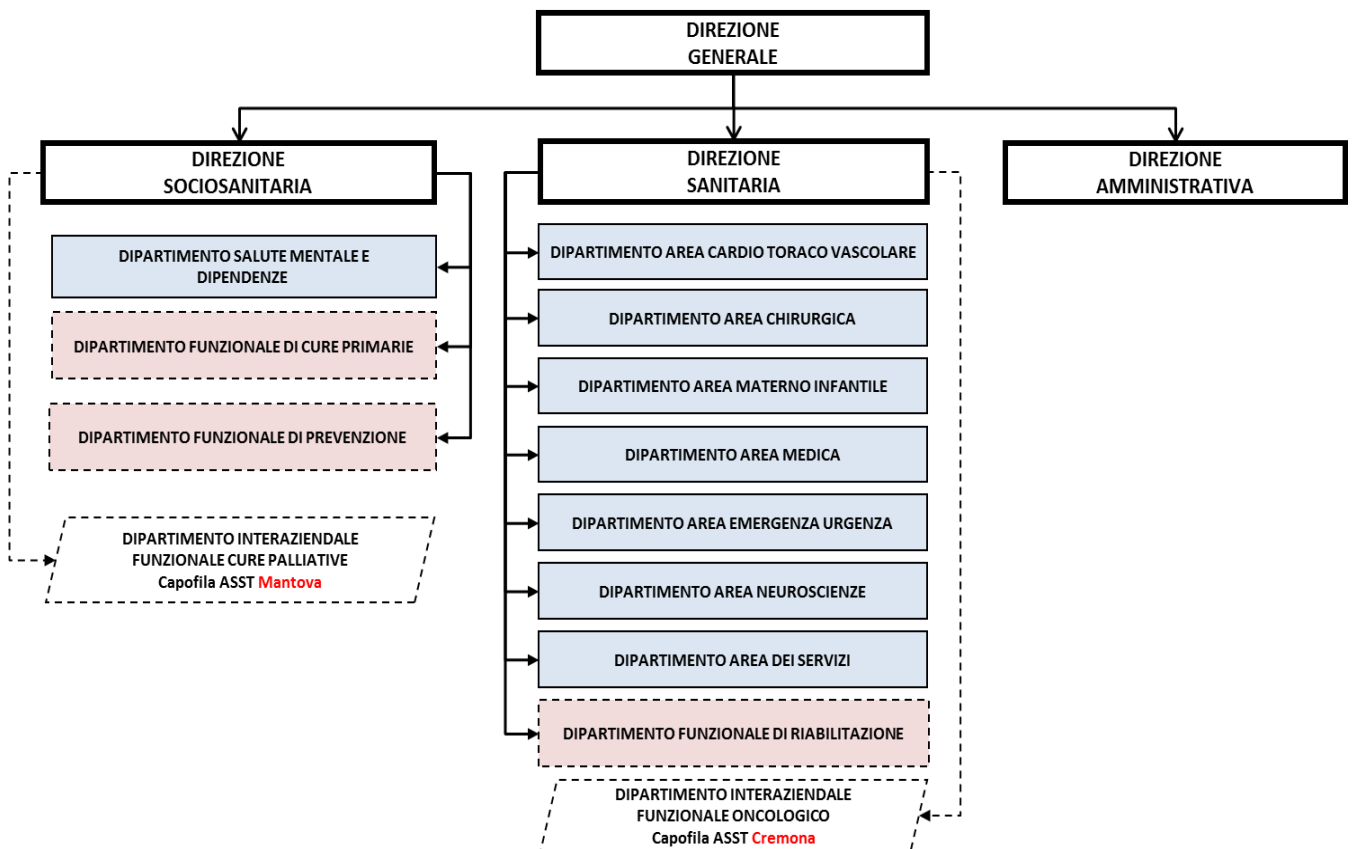 DIREZIONE
GENERALE
DIREZIONE
SOCIOSANITARIA
DIREZIONE
SANITARIA
DIREZIONE
AMMINISTRATIVA
DIPARTIMENTO SALUTE MENTALE E
DIPENDENZE
DIPARTIMENTO FUNZIONALE DI CURE PRIMARIE
DIPARTIMENTO FUNZIONALE DI PREVENZIONE
DIPARTIMENTO INTERAZIENDALE
FUNZIONALE CURE PALLIATIVE
Capofila ASST Mantova
DIPARTIMENTO AREA CARDIO TORACO VASCOLARE
DIPARTIMENTO AREA CHIRURGICA
DIPARTIMENTO AREA MATERNO INFANTILE
DIPARTIMENTO AREA MEDICA
DIPARTIMENTO AREA EMERGENZA URGENZA
DIPARTIMENTO AREA NEUROSCIENZE
DIPARTIMENTO AREA DEI SERVIZI
DIPARTIMENTO FUNZIONALE DI RIABILITAZIONE
DIPARTIMENTO INTERAZIENDALE
FUNZIONALE ONCOLOGICO
Capofila ASST Cremona